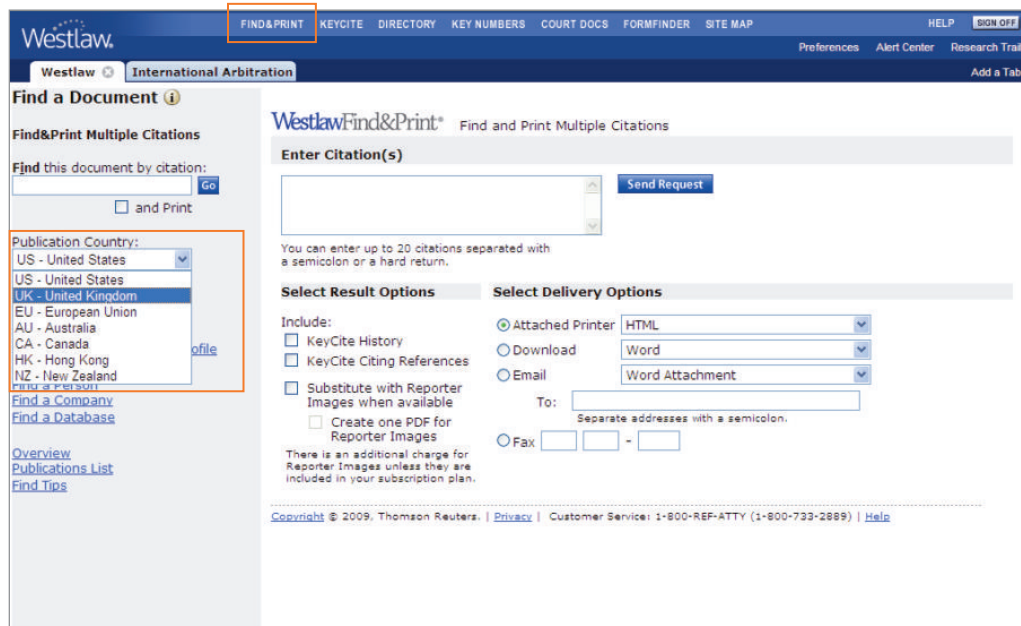 Westlaw.
FIND&PRINT KEYCITE DIRECTORY KEY NUMBERS COURT DOCS FORMFINDER SITE MAP HELP SIGN OFF
Preferences Alert Center Research Trail
Westlaw International Arbitration Add a Tab
Find a Document
Find&Print Multiple Citations
Find this document by citation:
Go
and Print
Publication Country:
US - United States
US - United States
UK - United Kingdom
EU - European Union
AU - Australia
CA - Canada
HK - Hong Kong
ofile
NZ - New Zealand
Find a Person
Find a Company
Find a Database
Overview
Publications List
Find Tips
WestlawFind&Print® Find and Print Multiple Citations
Enter Citation(s)
Send Request
You can enter up to 20 citations separated with
a semicolon or a hard return.
Select Result Options
Include:
KeyCite History
KeyCite Citing References
Substitute with Reporter
Images when available
Create one PDF for
Reporter Images
There is an additional charge for
Reporter Images unless they are
included in your subscription plan.
Select Delivery Options
Attached Printer HTML
Download Word
Email Word Attachment
To:
Separate addresses with a semicolon.
Fax -
Copyright © 2009, Thomson Reuters. | Privacy | Customer Service: 1-800-REF-ATTY (1-800-733-2889) | Help